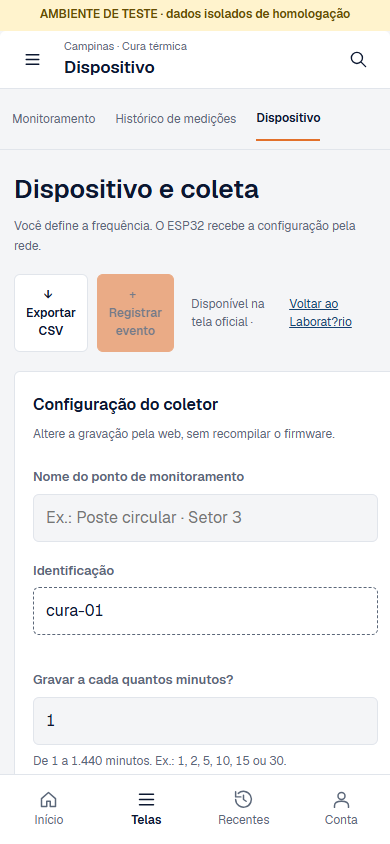 AMBIENTE DE TESTE · dados isolados de homologação
Campinas · Cura térmica
Dispositivo
Monitoramento
Histórico de medições
Dispositivo
Dispositivo e coleta
Você define a frequência. O ESP32 recebe a configuração pela
rede.
↓
Exportar
CSV
+
Registrar
evento
Disponível na
tela oficial ·
Voltar ao
Laborat?rio
Configuração do coletor
Altere a gravação pela web, sem recompilar o firmware.
Nome do ponto de monitoramento
Ex.: Poste circular · Setor 3
Identificação
cura-01
Gravar a cada quantos minutos?
1
De 1 a 1.440 minutos. Ex.: 1, 2, 5, 10, 15 ou 30.
Início
Telas
Recentes
Conta